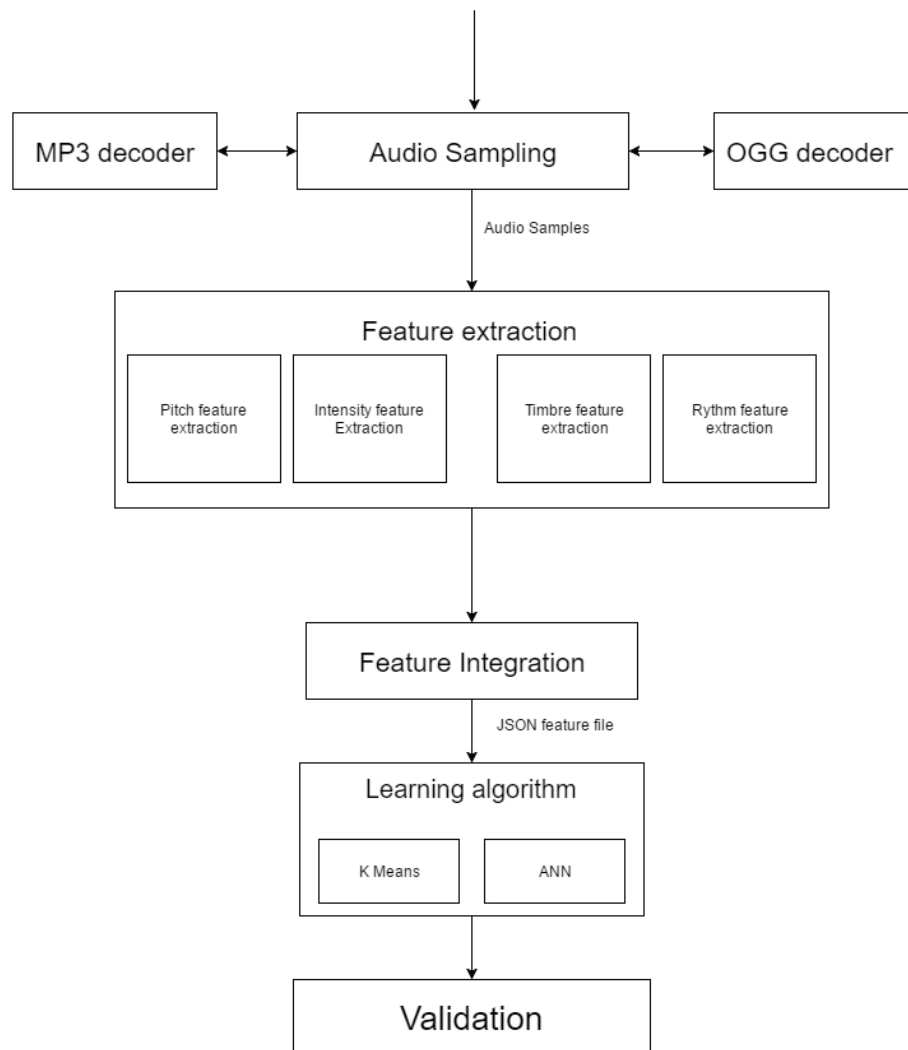 MP3 decoder
Audio Sampling
OGG decoder
Audio Samples
Feature extraction
Pitch feature
extraction
Intensity feature
Extraction
Timbre feature
extraction
Rythm feature
extraction
Feature Integration
JSON feature file
Learning algorithm
K Means
ANN
Validation